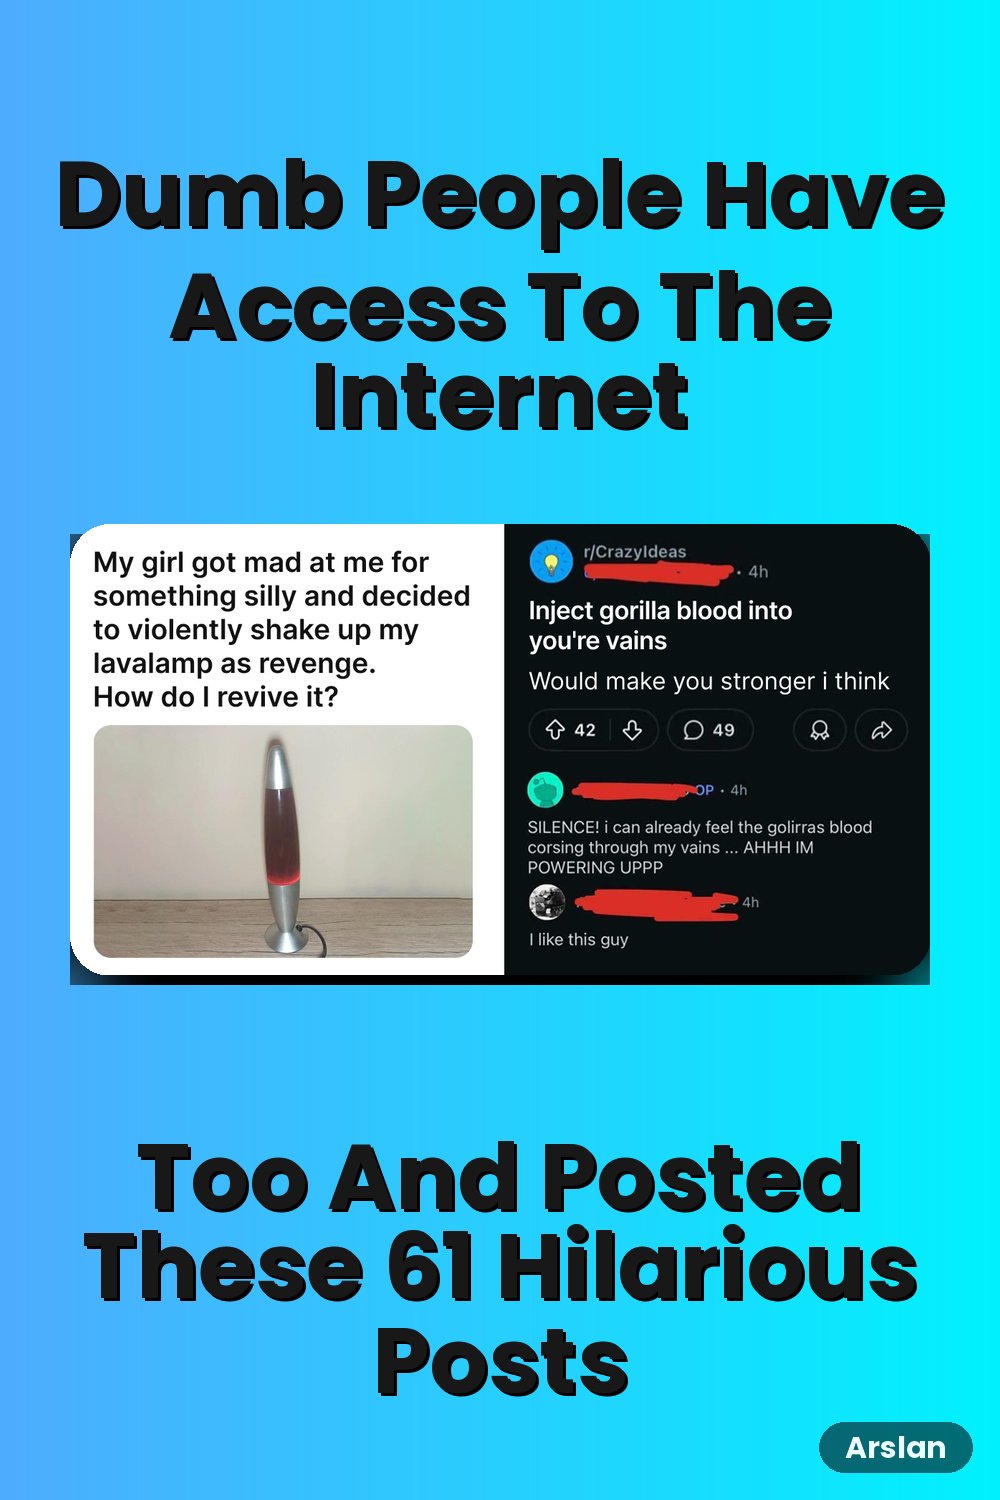 Dumb People Have
Access To The
Internet
My girl got mad at me for
something silly and decided
to violently shake up my
lavalamp as revenge.
How do I revive it?
r/CrazyIdeas
· 4h
Inject gorilla blood into
you're vains
Would make you stronger i think
42
49
OP · 4h
SILENCE! i can already feel the golirras blood
corsing through my vains ... AHHH IM
POWERING UPPP
4h
I like this guy
Too And Posted
These 61 Hilarious
Posts
Arslan